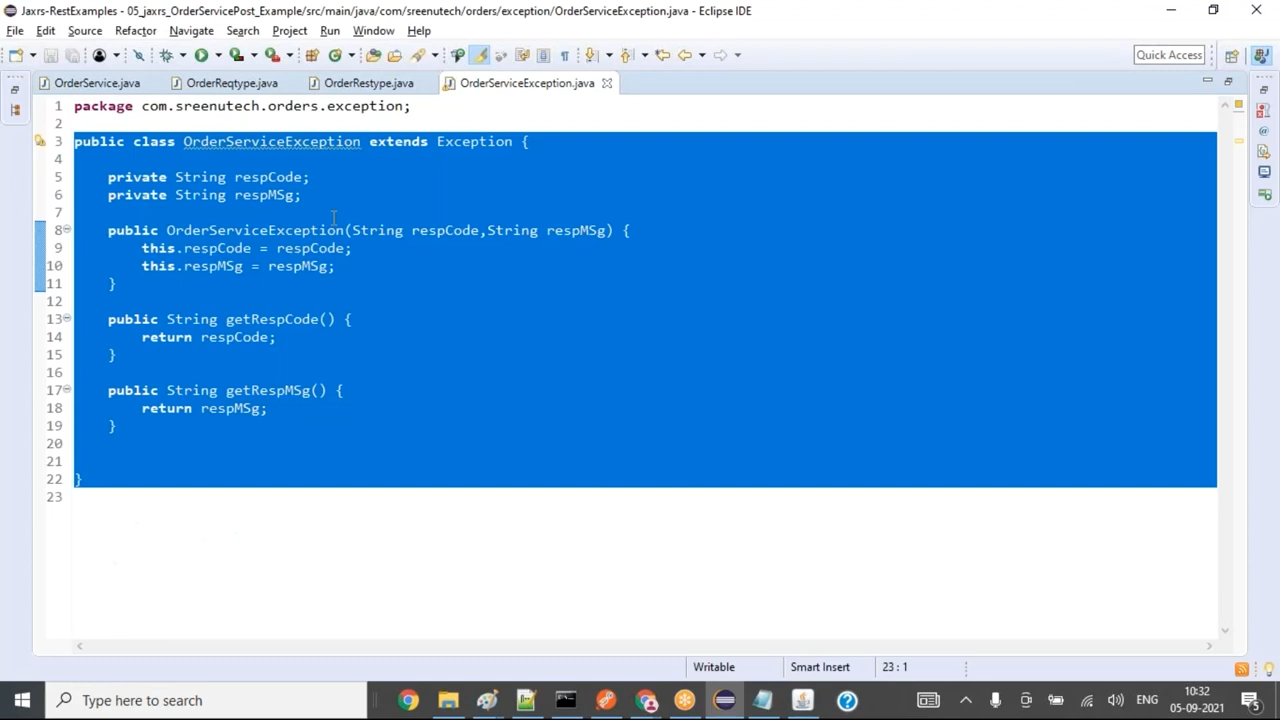 Jaxrs-RestExamples - 05_jaxrs_OrderServicePost_Example/src/main/java/com/sreenutech/orders/exception/OrderServiceException.java - Eclipse IDE
File Edit Source Refactor Navigate Search Project Run Window Help
Quick Access
OrderService.java OrderReqtype.java OrderRestype.java OrderServiceException.java
1 package com.sreenutech.orders.exception;
2
3 public class OrderServiceException extends Exception {
4
5 private String respCode;
6 private String respMSg;
7
8 public OrderServiceException(String respCode,String respMSg) {
9 this.respCode = respCode;
10 this.respMSg = respMSg;
11 }
12
13 public String getRespCode() {
14 return respCode;
15 }
16
17 public String getRespMSg() {
18 return respMSg;
19 }
20
21
22 }
23
Writable Smart Insert 23 : 1
Type here to search
ENG
10:32
05-09-2021
5